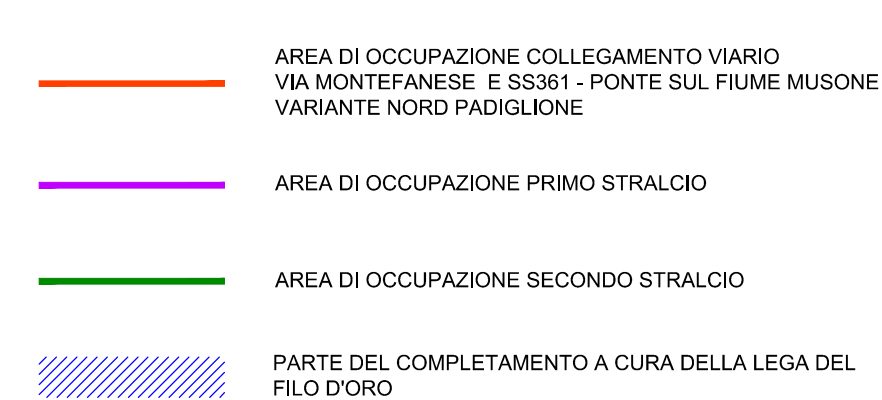 AREA DI OCCUPAZIONE COLLEGAMENTO VIARIO
VIA MONTEFANESE E SS361 - PONTE SUL FIUME MUSONE
VARIANTE NORD PADIGLIONE
AREA DI OCCUPAZIONE PRIMO STRALCIO
AREA DI OCCUPAZIONE SECONDO STRALCIO
PARTE DEL COMPLETAMENTO A CURA DELLA LEGA DEL
FILO D'ORO